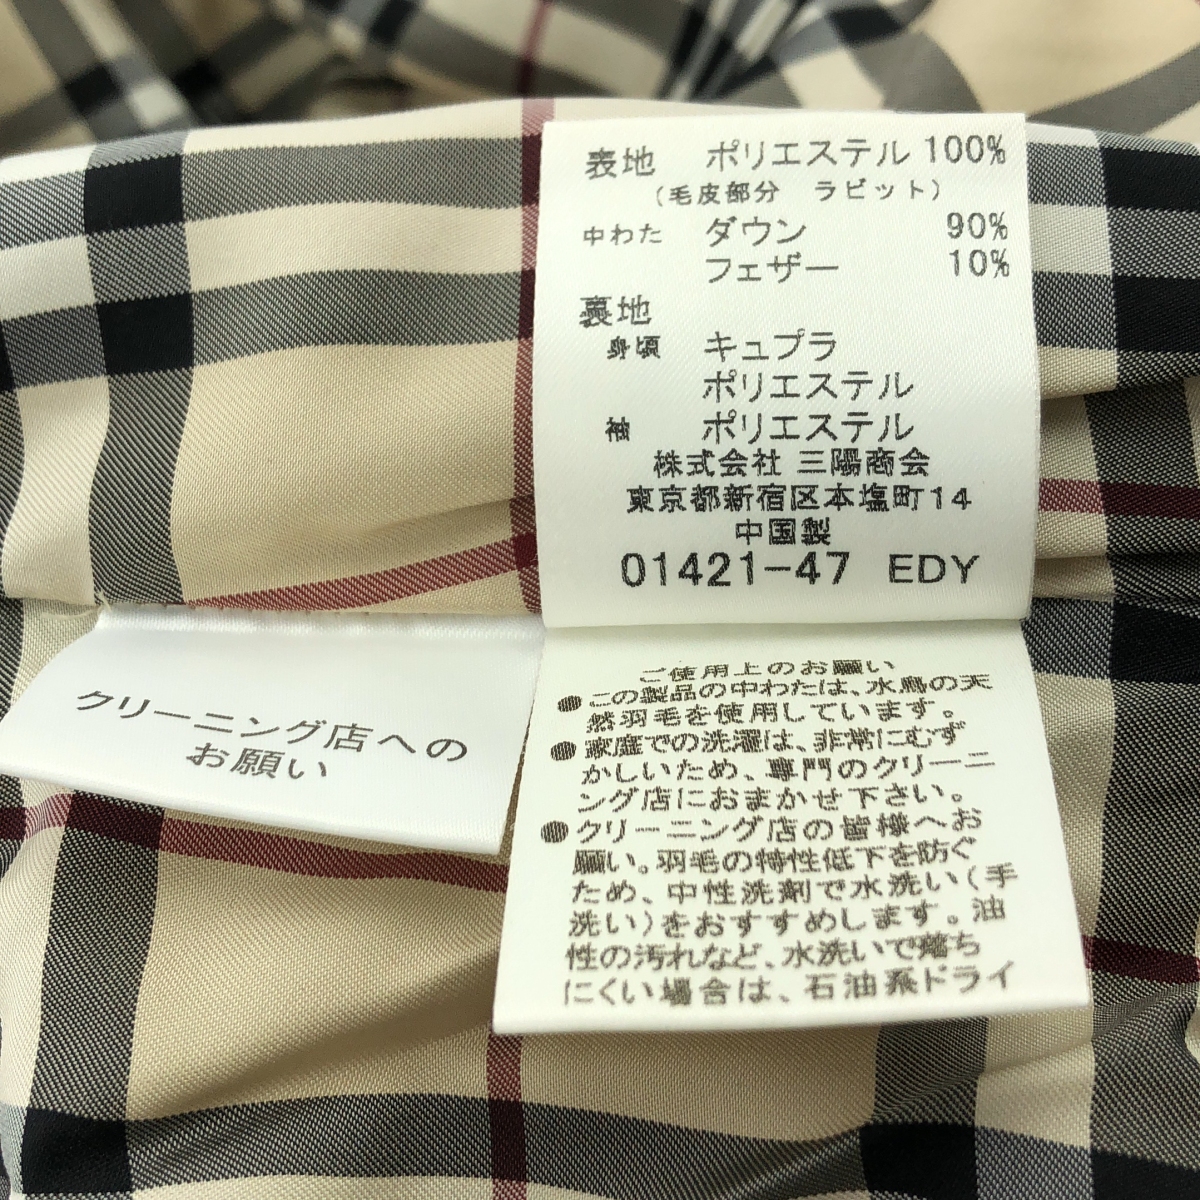 表地 ポリエステル 100%
(毛皮部分 ラビット)
中わた ダウン 90%
フェザー 10%
裏地
身頃 キュプラ
ポリエステル
袖 ポリエステル
株式会社 三陽商会
東京都新宿区本塩町14
中国製
01421-47 EDY
クリーニング店への
お願い
ご使用上のお願い
●この製品の中わたは、水鳥の天
然羽毛を使用しています。
●家庭での洗濯は、非常にむず
かしいため、専門のクリーニ
ング店におまかせ下さい。
●クリーニング店の皆様へお
願い。羽毛の特性低下を防ぐ
ため、中性洗剤で水洗い(手
洗い)をおすすめします。油
性の汚れなど、水洗いで落ち
にくい場合は、石油系ドライ